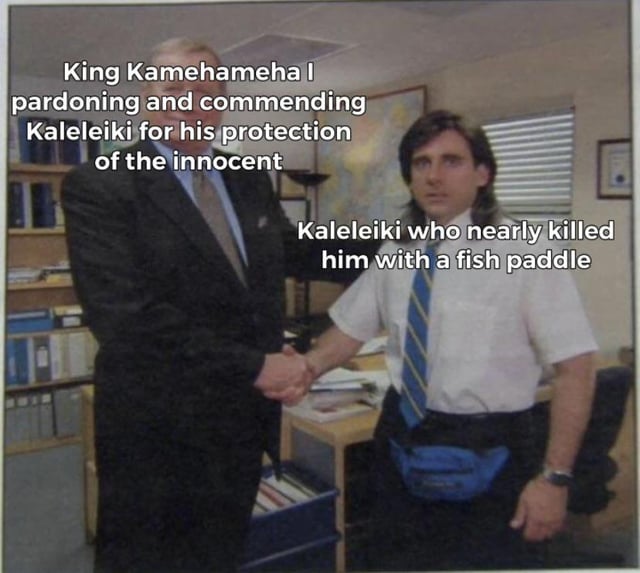 King Kamehameha I
pardoning and commending
Kaleleiki for his protection
of the innocent
Kaleleiki who nearly killed
him with a fish paddle